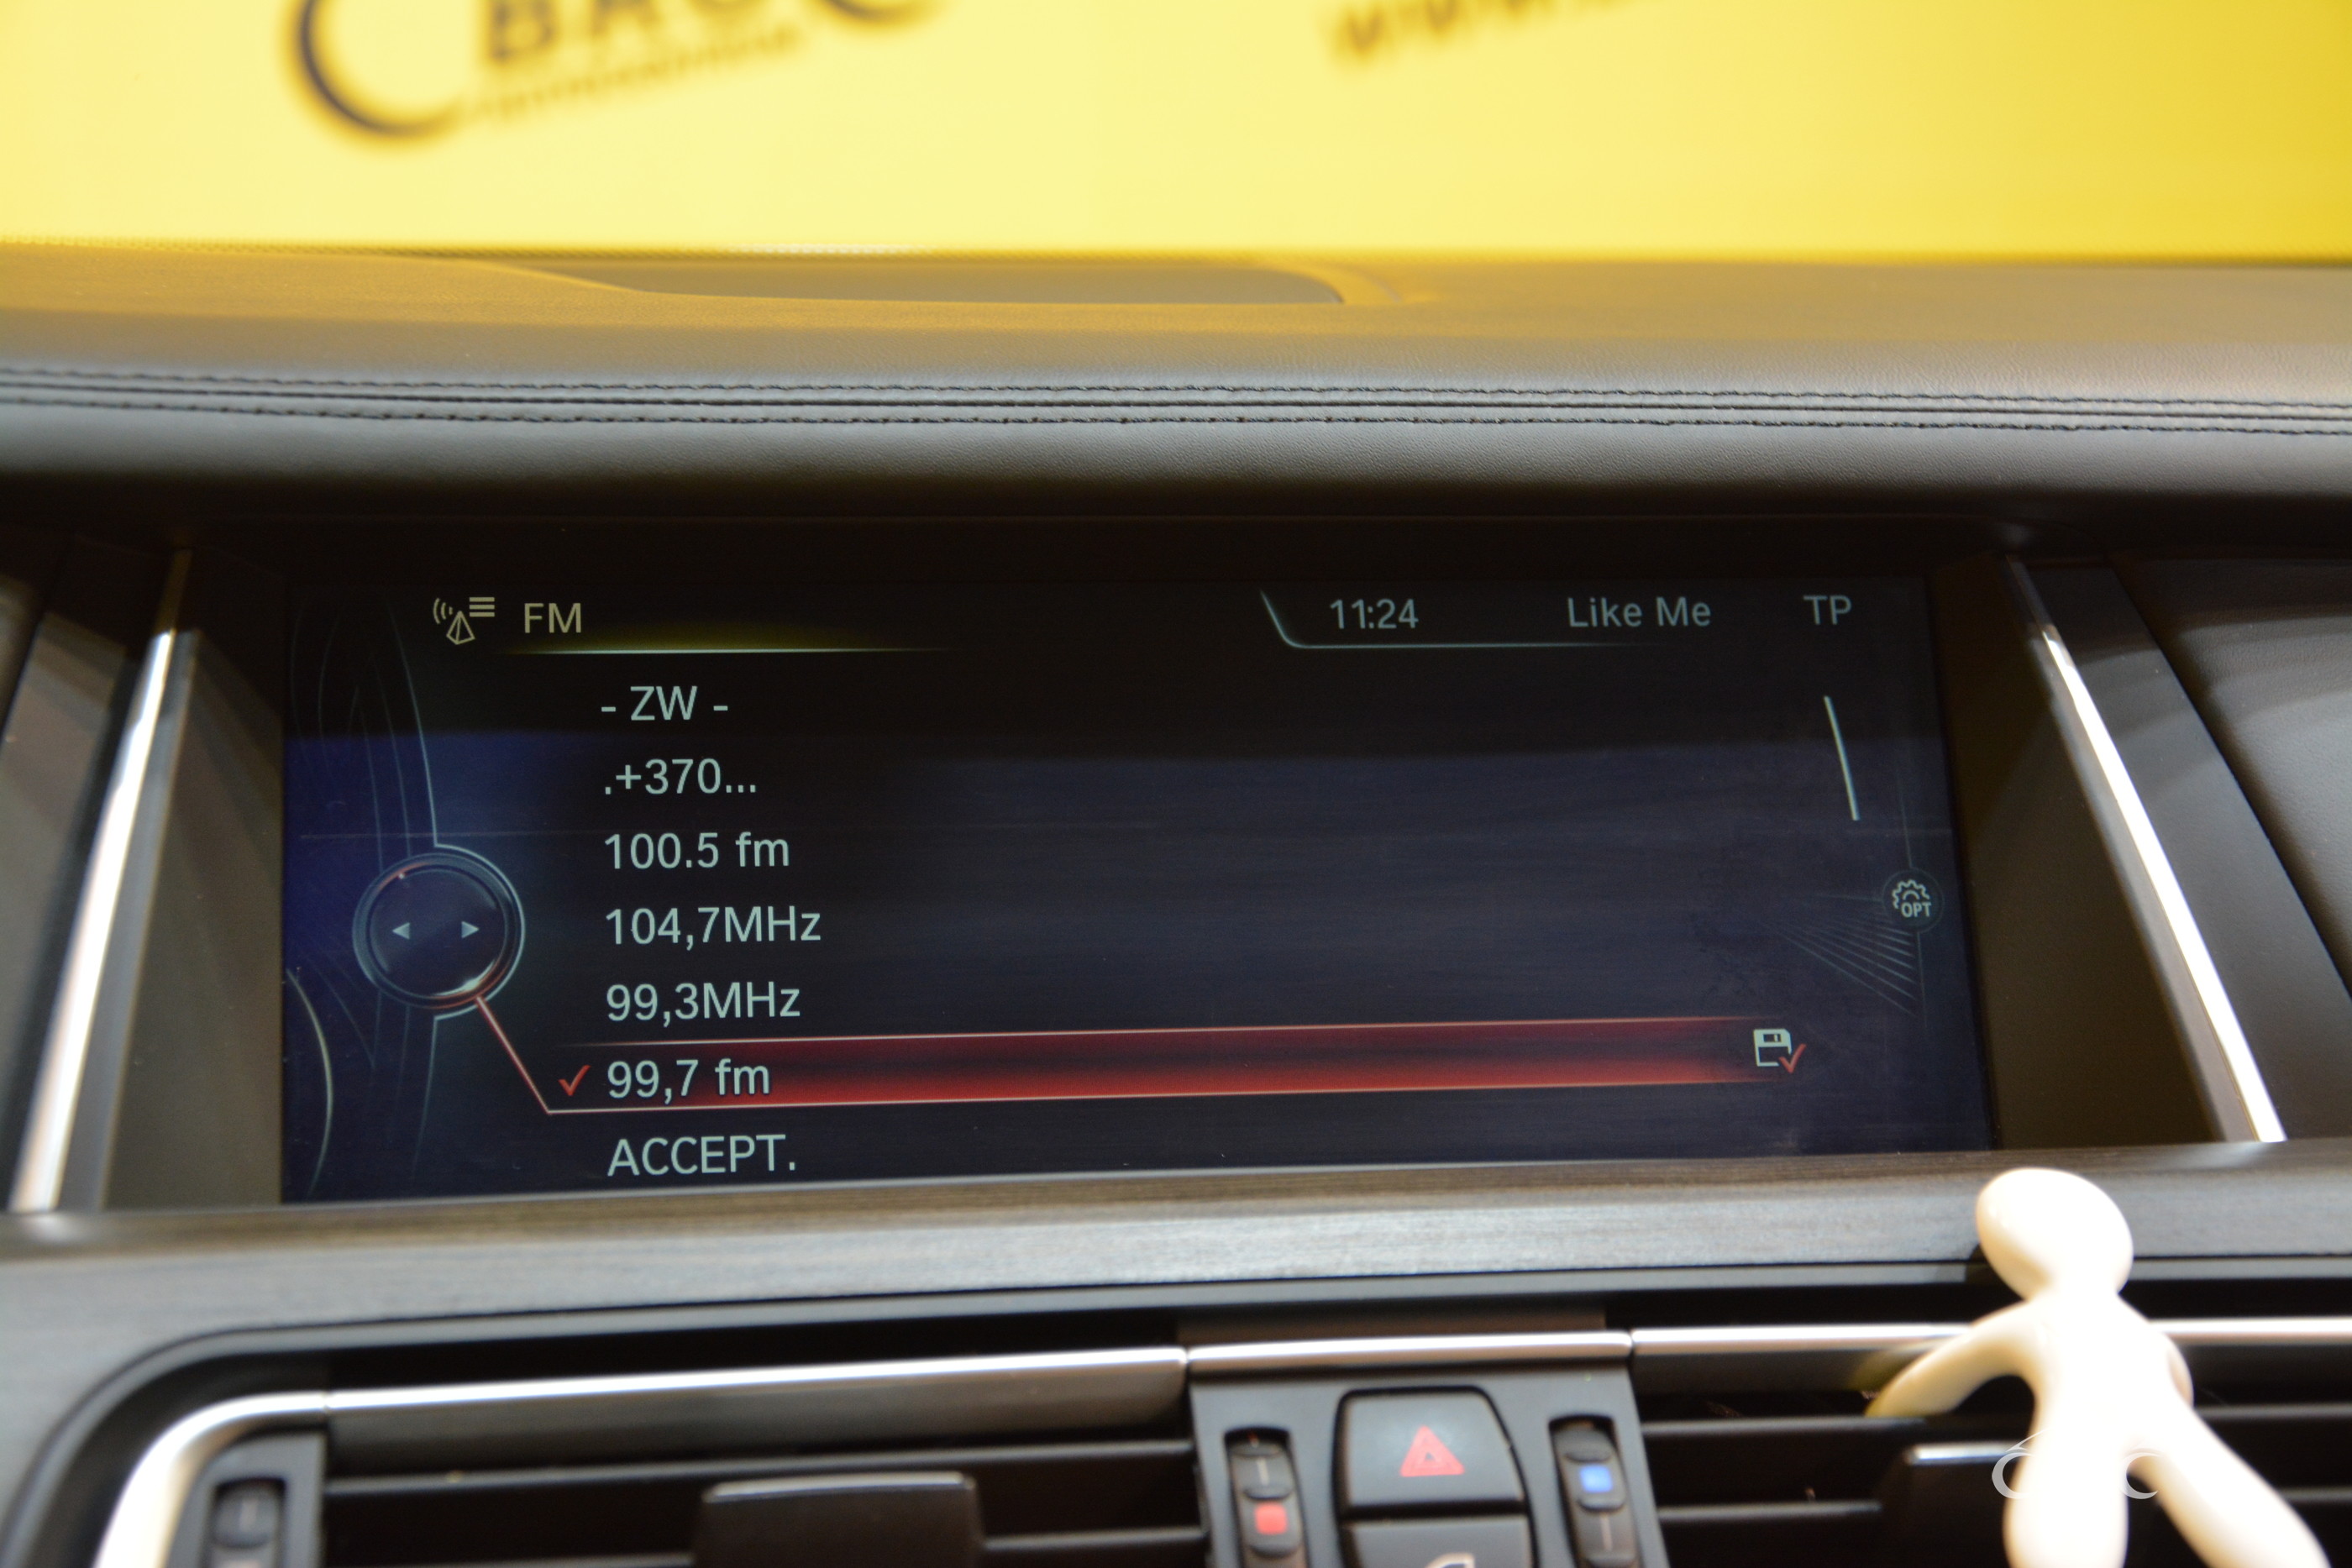 FM 11:24 Like Me TP
- ZW -
.+370...
100.5 fm
104,7MHz
OPT
99,3MHz
99,7 fm
ACCEPT.